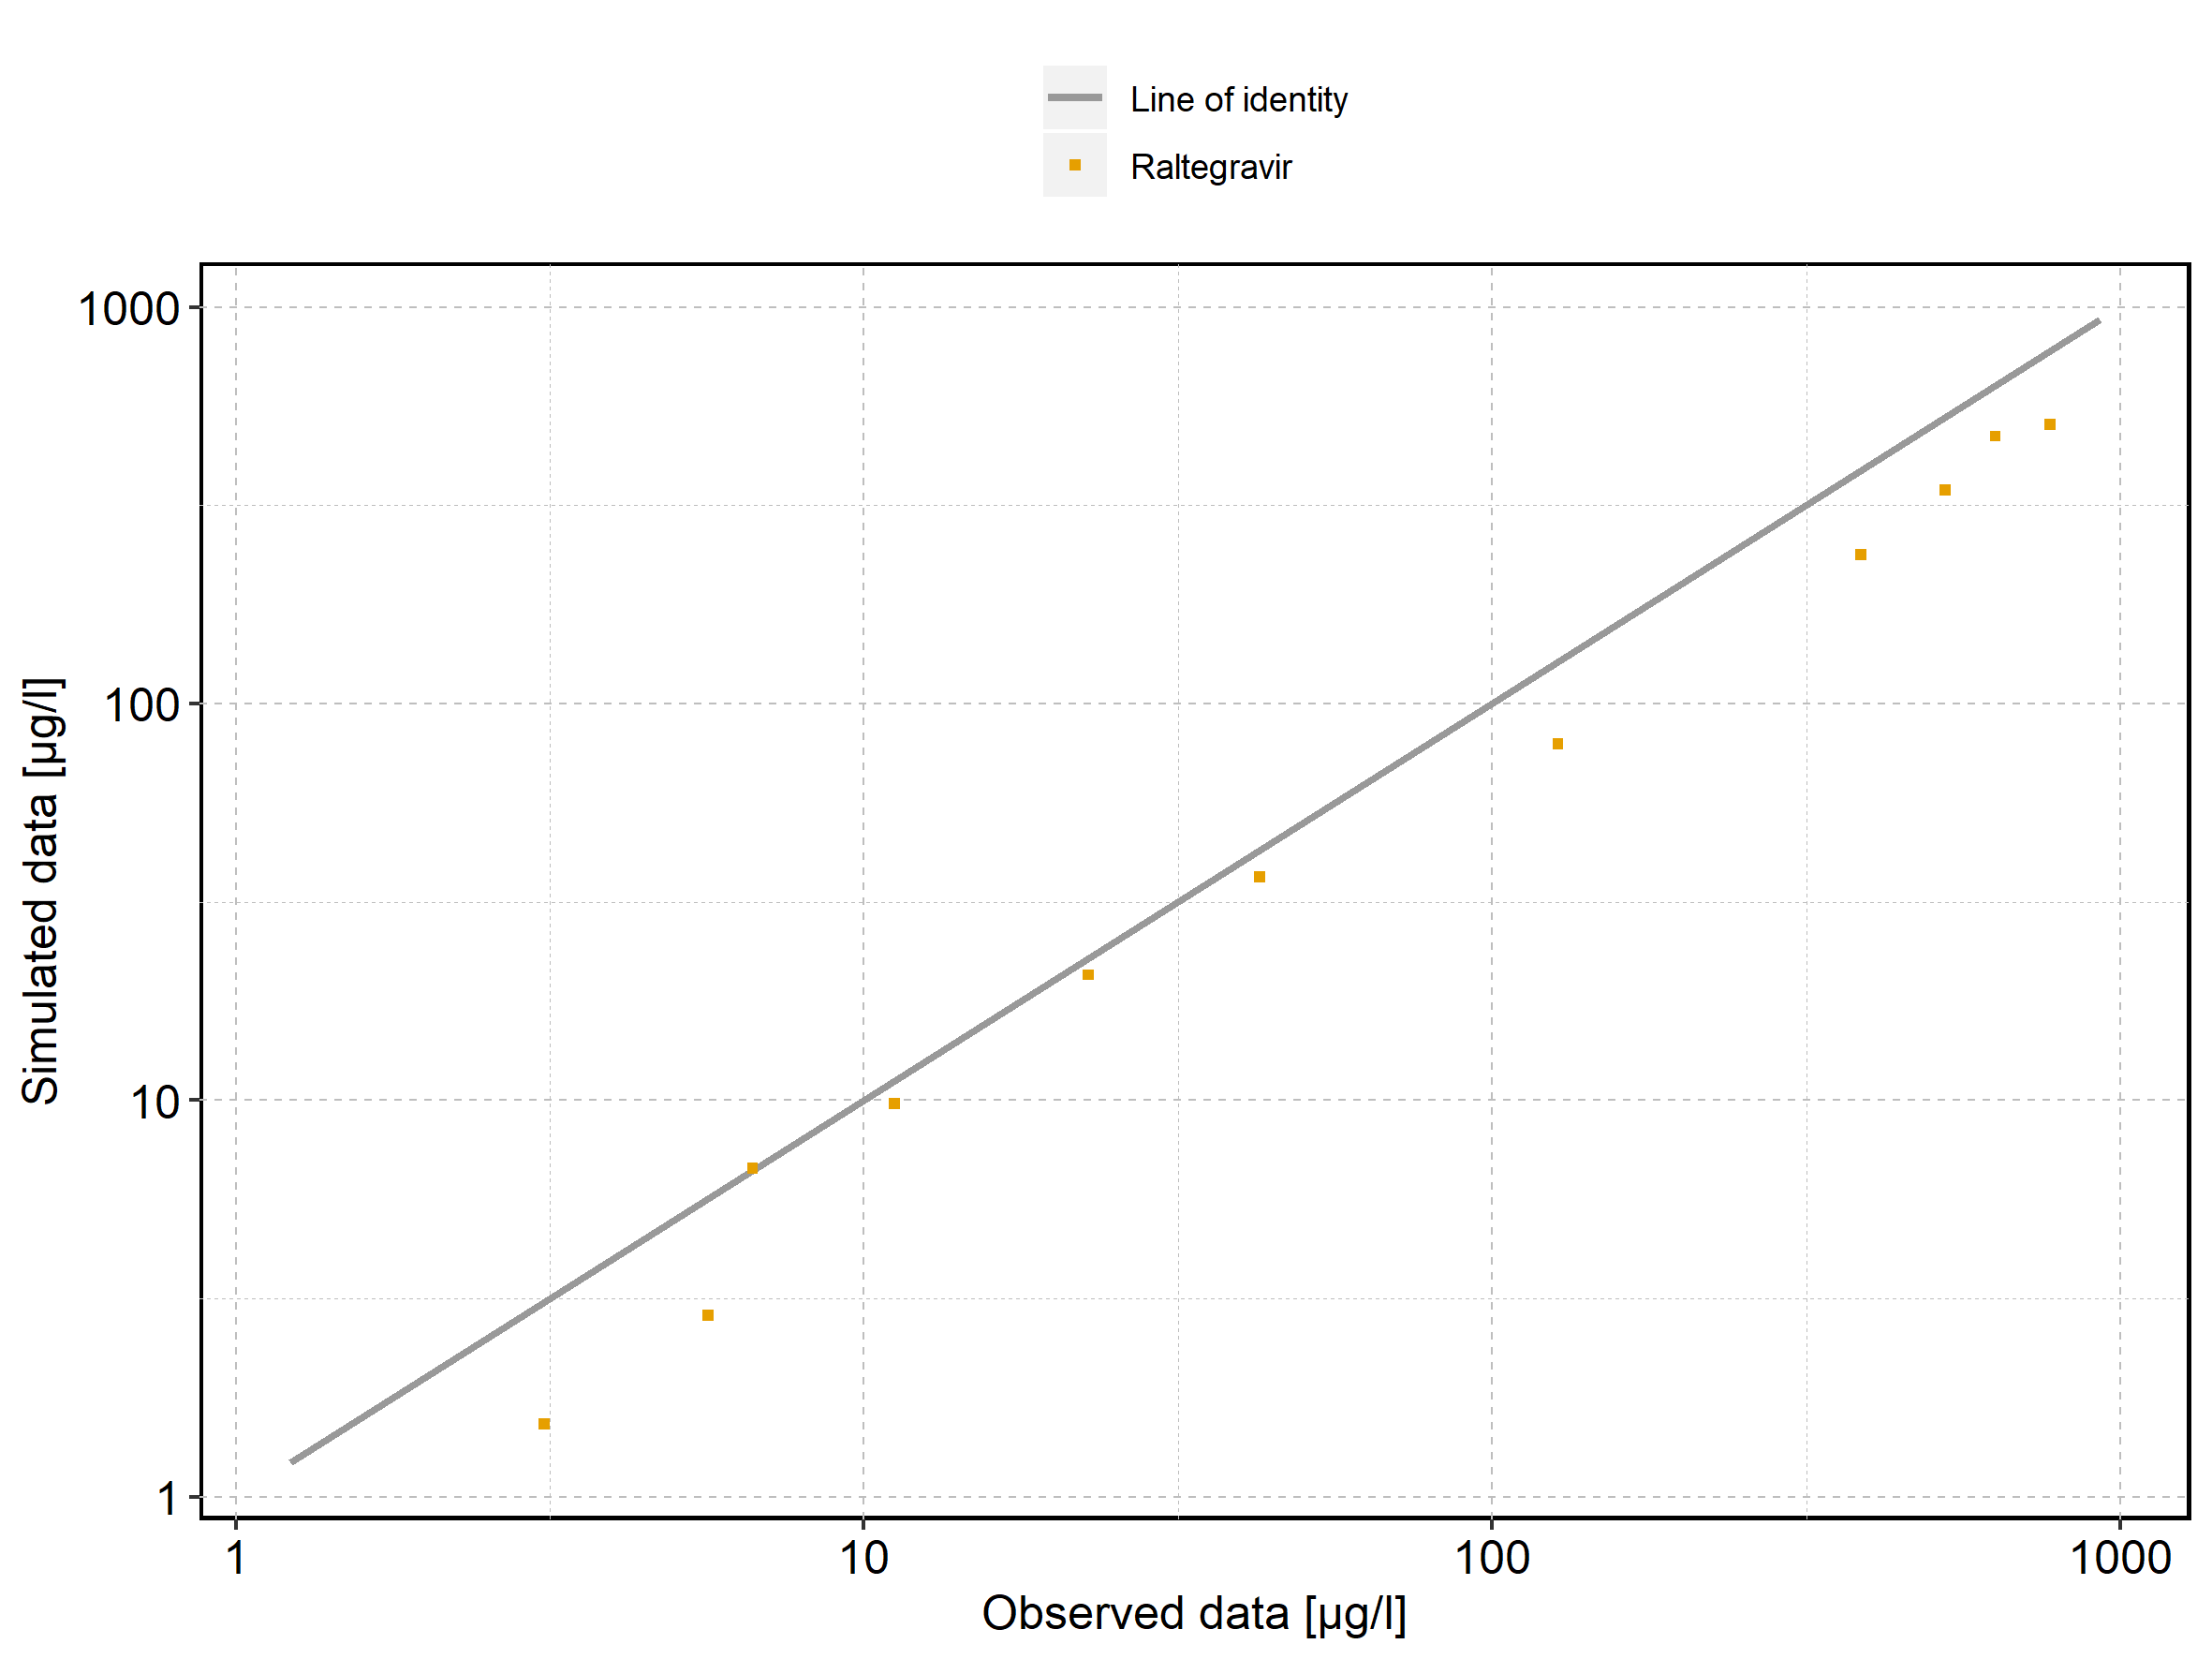 Line of identity
Raltegravir
1000
100
10
1
Simulated data [µg/l]
1
10
100
1000
Observed data [µg/l]